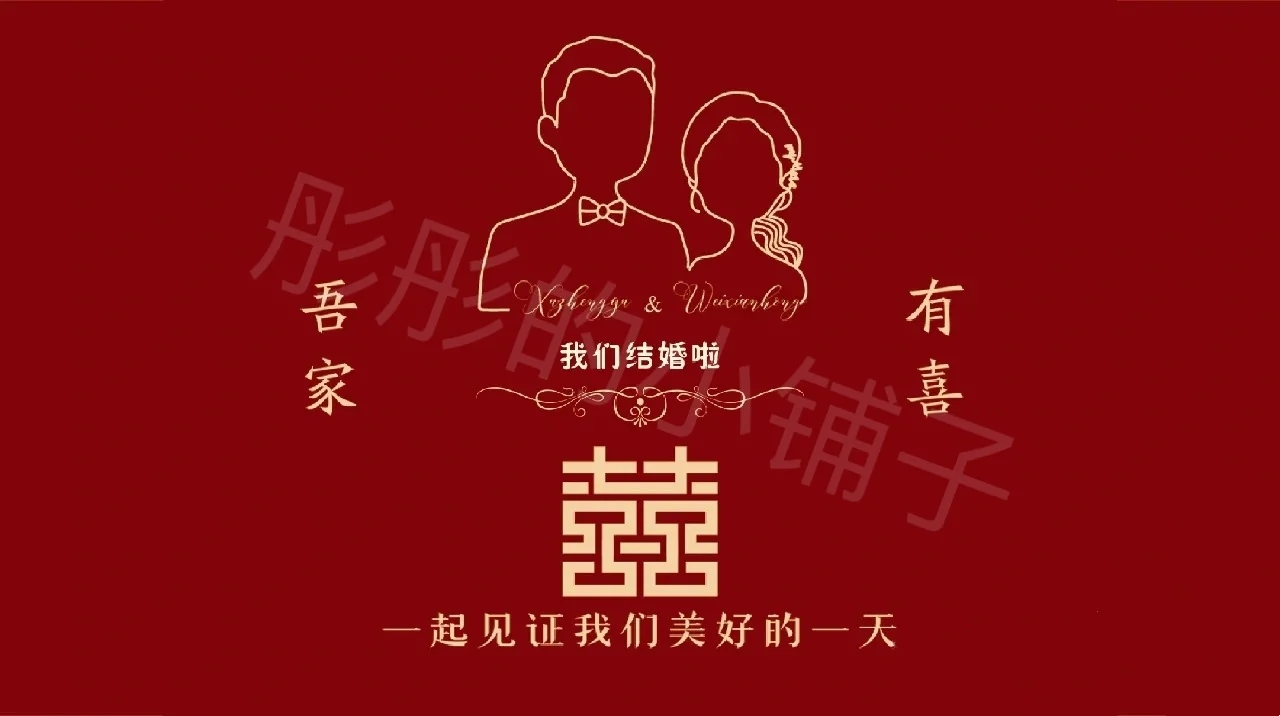 Xuzhengyu & Weixianhong
我们结婚啦
吾家
有喜
囍
一起见证我们美好的一天
彤彤的小铺子